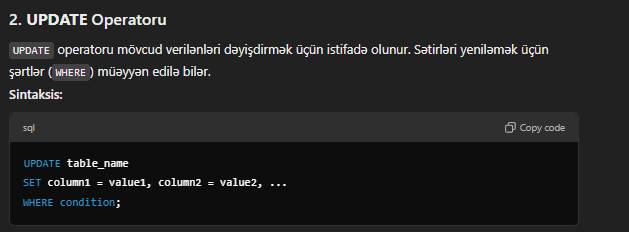 2. UPDATE Operatoru
UPDATE operatoru mövcud verilənləri dəyişdirmək üçün istifadə olunur. Sətirləri yeniləmək üçün
şərtlər (WHERE) müəyyən edilə bilər.
Sintaksis:
sql
Copy code
UPDATE table_name
SET column1 = value1, column2 = value2, ...
WHERE condition;